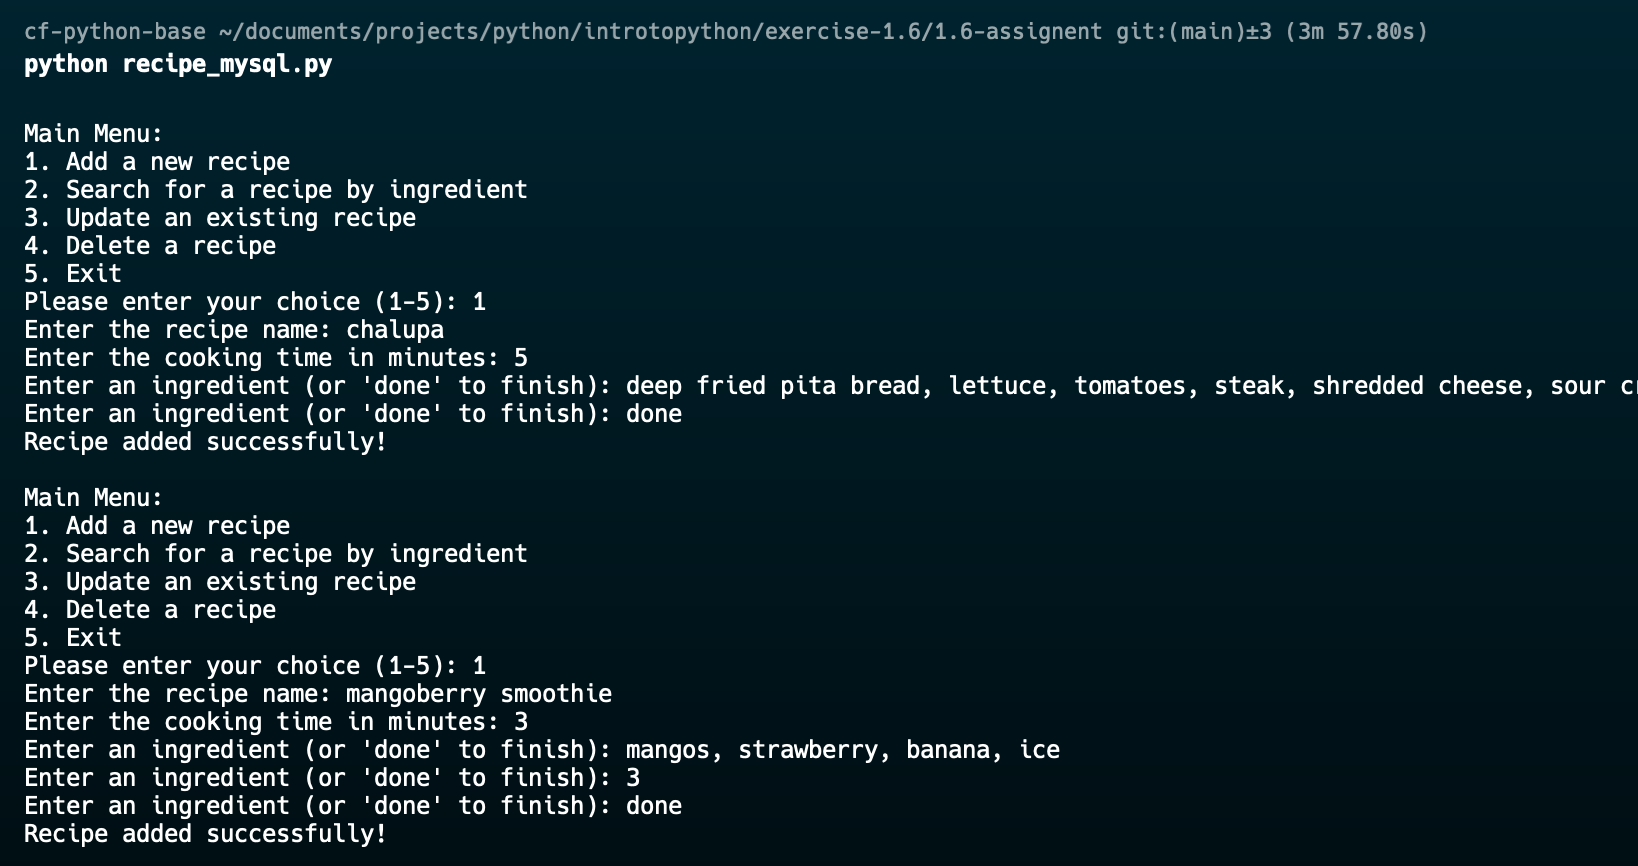 cf-python-base ~/documents/projects/python/introtopython/exercise-1.6/1.6-assignent git:(main)±3 (3m 57.80s)
python recipe_mysql.py
Main Menu:
1. Add a new recipe
2. Search for a recipe by ingredient
3. Update an existing recipe
4. Delete a recipe
5. Exit
Please enter your choice (1-5): 1
Enter the recipe name: chalupa
Enter the cooking time in minutes: 5
Enter an ingredient (or 'done' to finish): deep fried pita bread, lettuce, tomatoes, steak, shredded cheese, sour
Enter an ingredient (or 'done' to finish): done
Recipe added successfully!
Main Menu:
1. Add a new recipe
2. Search for a recipe by ingredient
3. Update an existing recipe
4. Delete a recipe
5. Exit
Please enter your choice (1-5): 1
Enter the recipe name: mangoberry smoothie
Enter the cooking time in minutes: 3
Enter an ingredient (or 'done' to finish): mangos, strawberry, banana, ice
Enter an ingredient (or 'done' to finish): 3
Enter an ingredient (or 'done' to finish): done
Recipe added successfully!